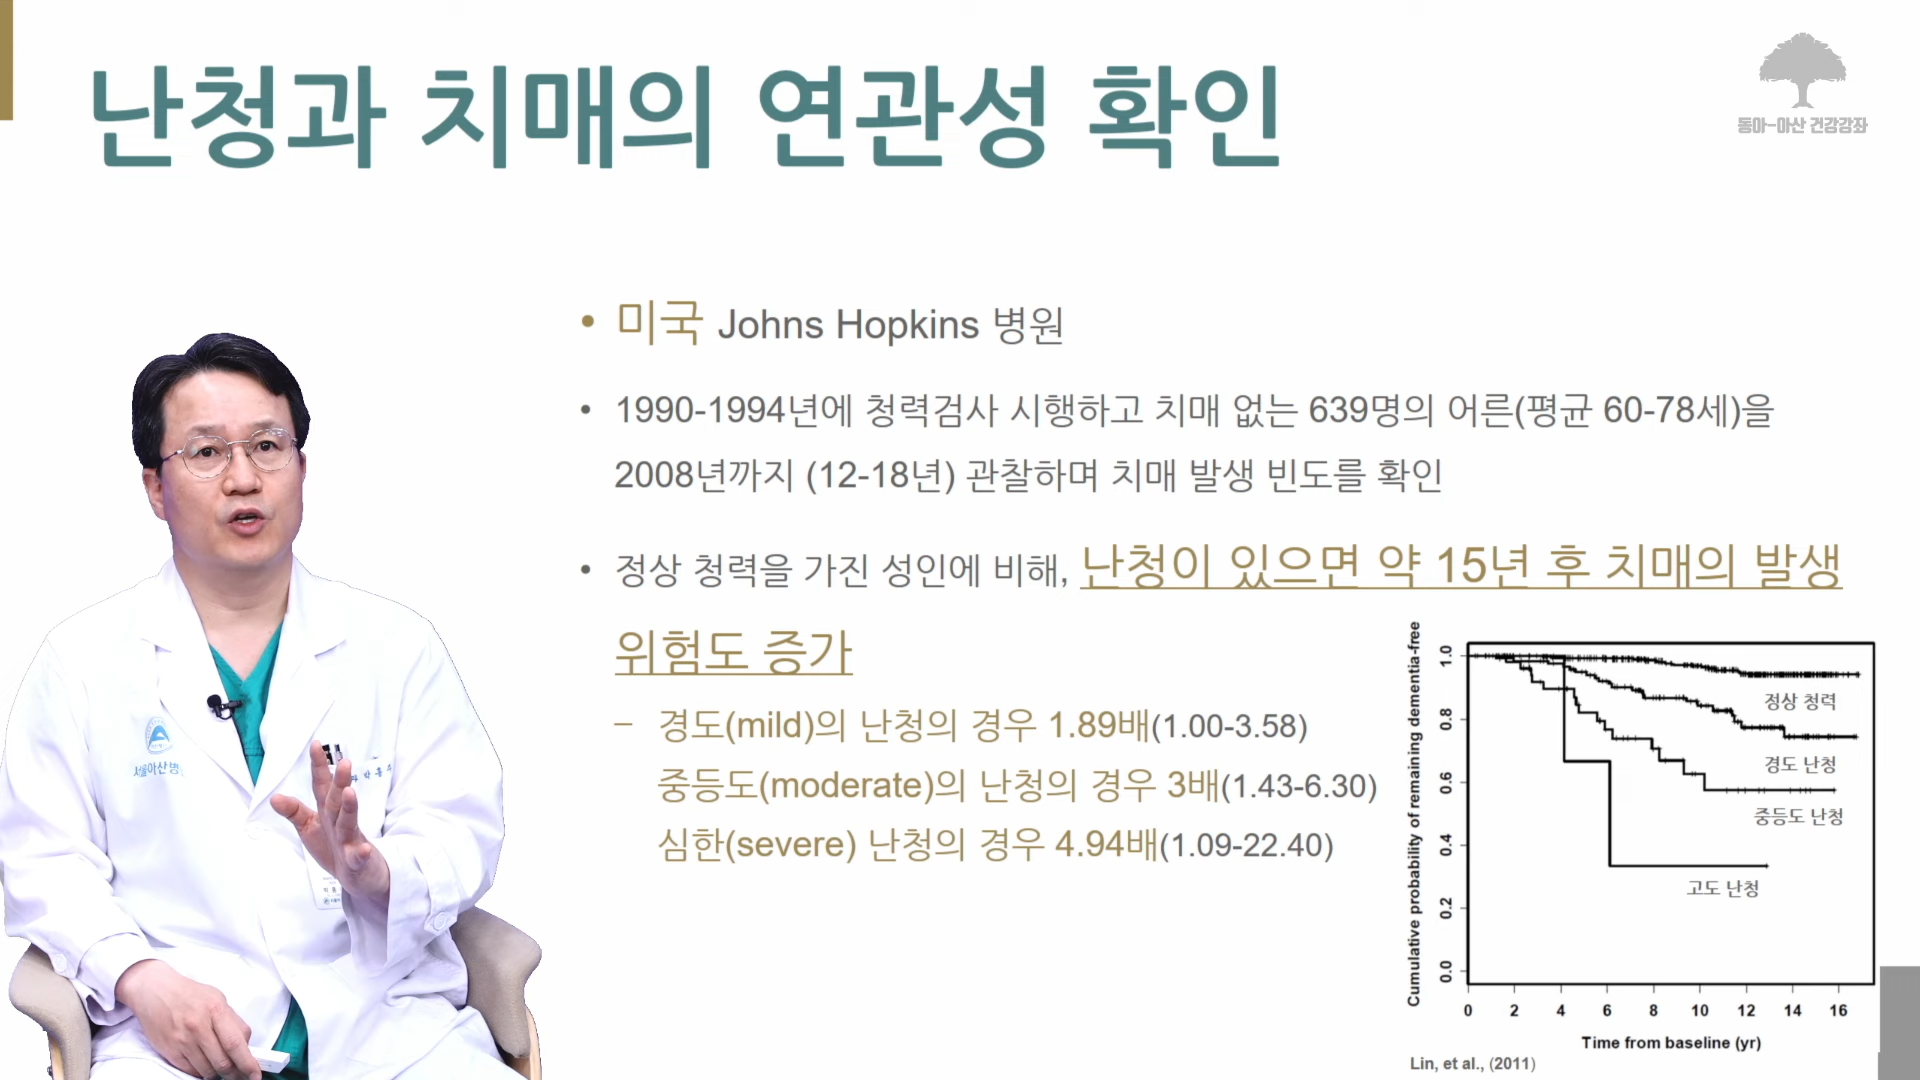 난청과 치매의 연관성 확인
동아-아산 건강강좌
• 미국 Johns Hopkins 병원
• 1990-1994년에 청력검사 시행하고 치매 없는 639명의 어른(평균 60-78세)을
2008년까지 (12-18년) 관찰하며 치매 발생 빈도를 확인
• 정상 청력을 가진 성인에 비해, 난청이 있으면 약 15년 후 치매의 발생
위험도 증가
– 경도(mild)의 난청의 경우 1.89배(1.00-3.58)
중등도(moderate)의 난청의 경우 3배(1.43-6.30)
심한(severe) 난청의 경우 4.94배(1.09-22.40)
Cumulative probability of remaining dementia-free
1.0
0.8
0.6
0.4
0.2
0.0
정상 청력
경도 난청
중등도 난청
고도 난청
0 2 4 6 8 10 12 14 16
Time from baseline (yr)
Lin, et al., (2011)
서울아산병